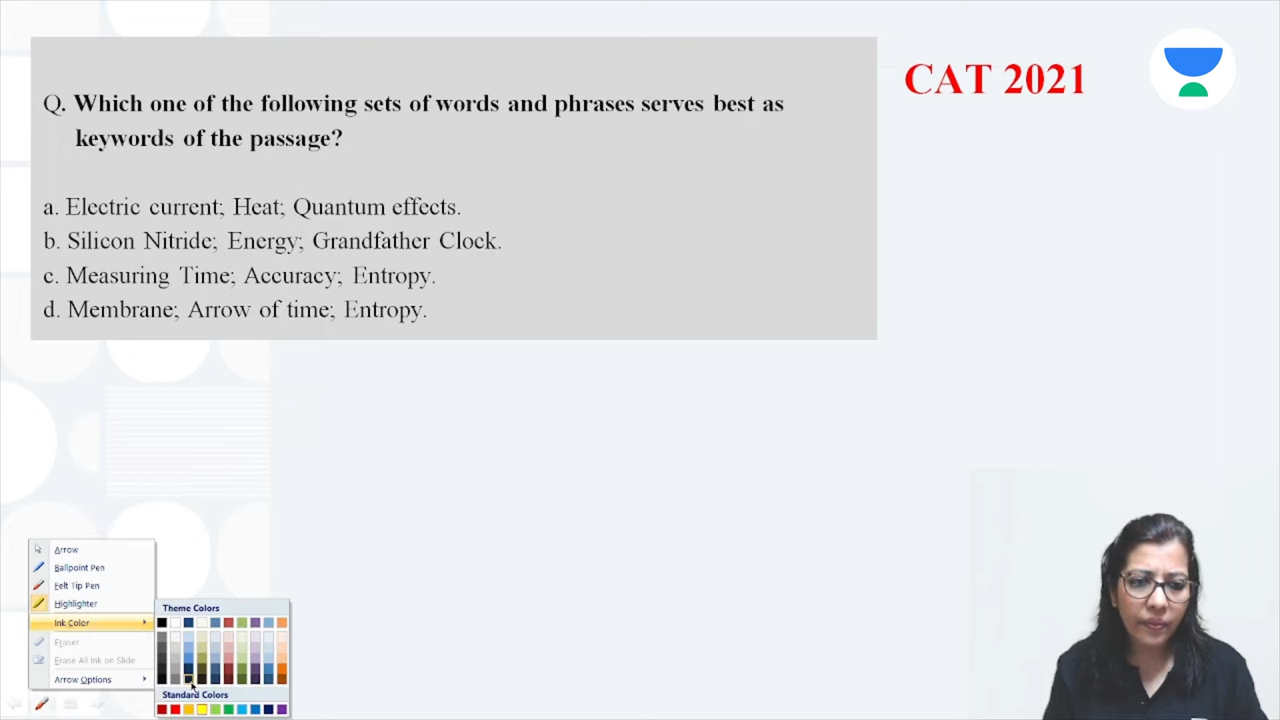 Q. Which one of the following sets of words and phrases serves best as
keywords of the passage?
CAT 2021
a. Electric current; Heat; Quantum effects.
b. Silicon Nitride; Energy; Grandfather Clock.
c. Measuring Time; Accuracy; Entropy.
d. Membrane; Arrow of time; Entropy.
Arrow
Ballpoint Pen
Felt Tip Pen
Highlighter
Ink Color
Eraser
Erase All Ink on Slide
Arrow Options
Theme Colors
Standard Colors